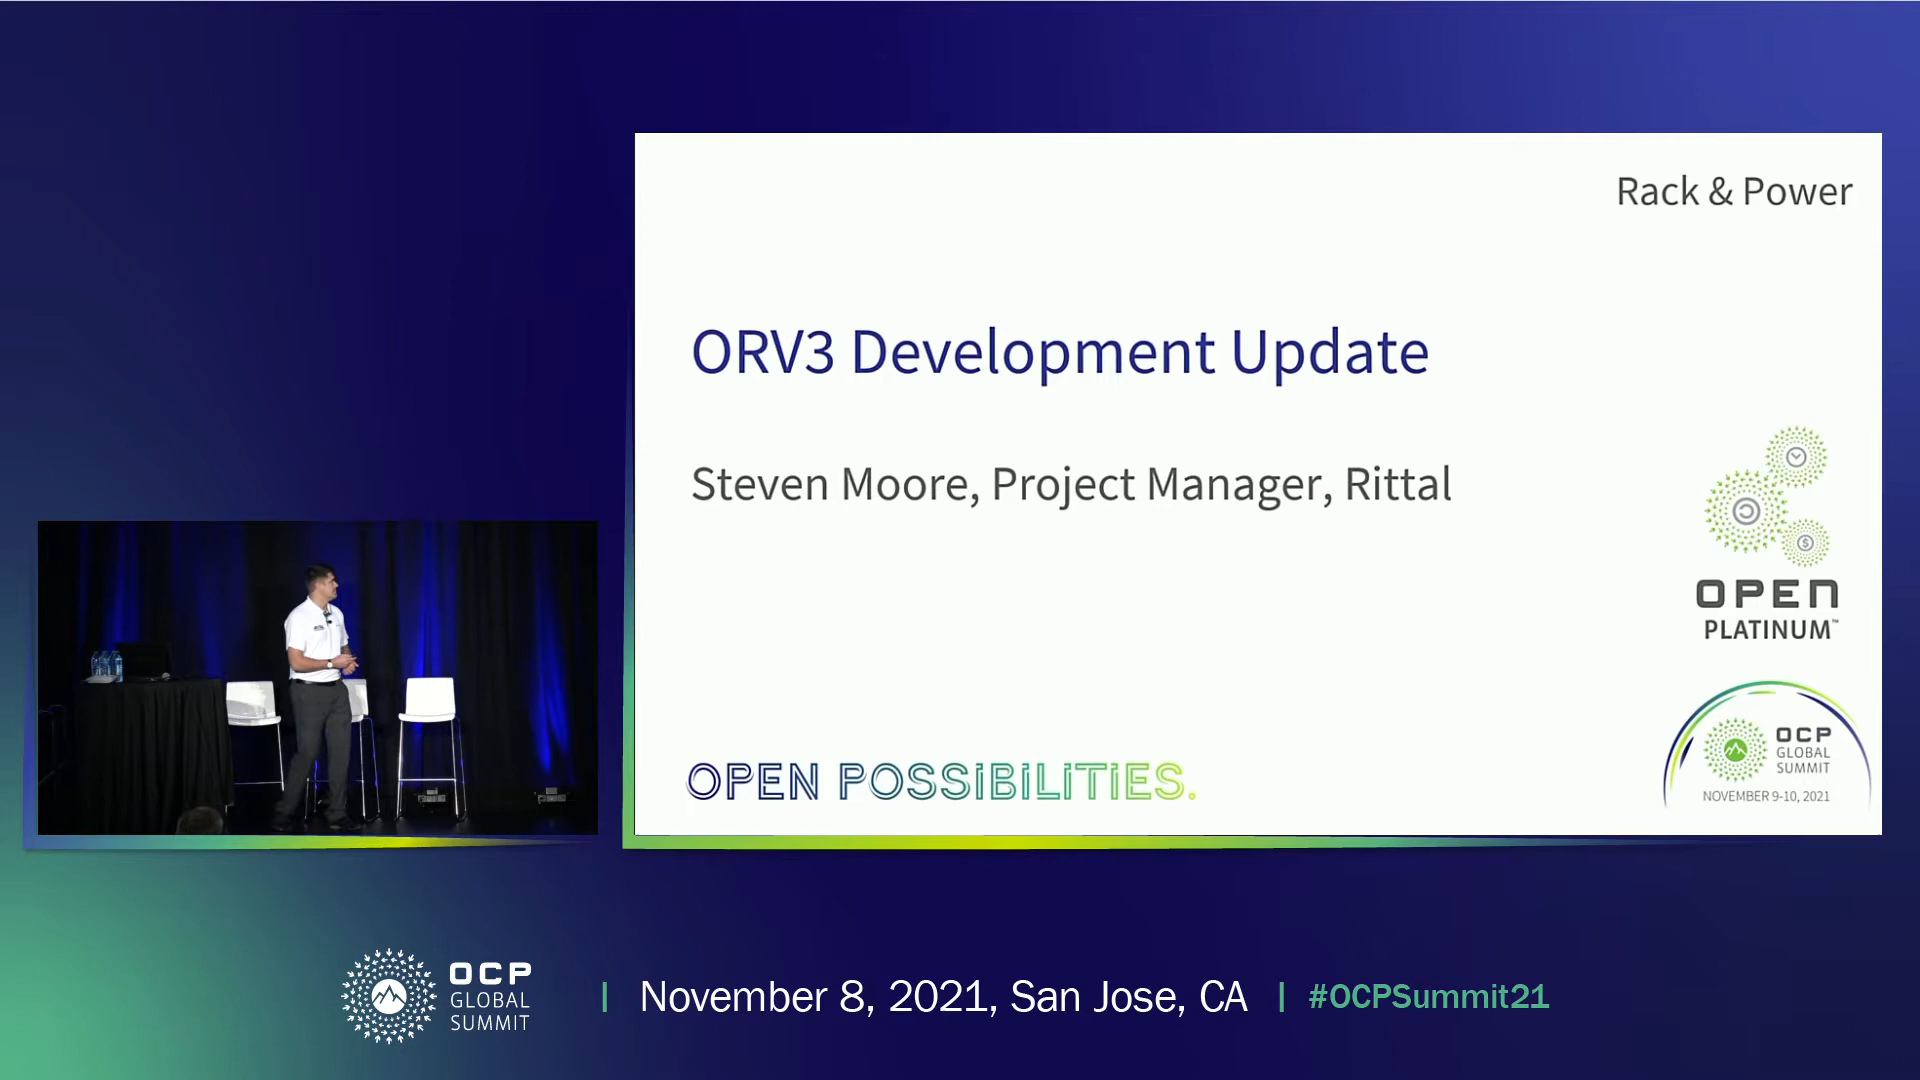 Rack & Power
ORV3 Development Update
Steven Moore, Project Manager, Rittal
OPEN
PLATINUM™
OCP
GLOBAL
SUMMIT
NOVEMBER 9-10, 2021
OPEN POSSIBILITIES.
OCP
GLOBAL
SUMMIT
November 8, 2021, San Jose, CA
#OCPSummit21